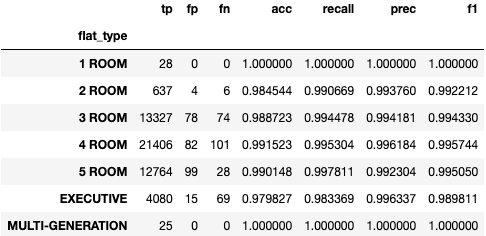 tp fp fn acc recall prec f1
flat_type
1 ROOM 28 0 0 1.000000 1.000000 1.000000 1.000000
2 ROOM 637 4 6 0.984544 0.990669 0.993760 0.992212
3 ROOM 13327 78 74 0.988723 0.994478 0.994181 0.994330
4 ROOM 21406 82 101 0.991523 0.995304 0.996184 0.995744
5 ROOM 12764 99 28 0.990148 0.997811 0.992304 0.995050
EXECUTIVE 4080 15 69 0.979827 0.983369 0.996337 0.989811
MULTI-GENERATION 25 0 0 1.000000 1.000000 1.000000 1.000000